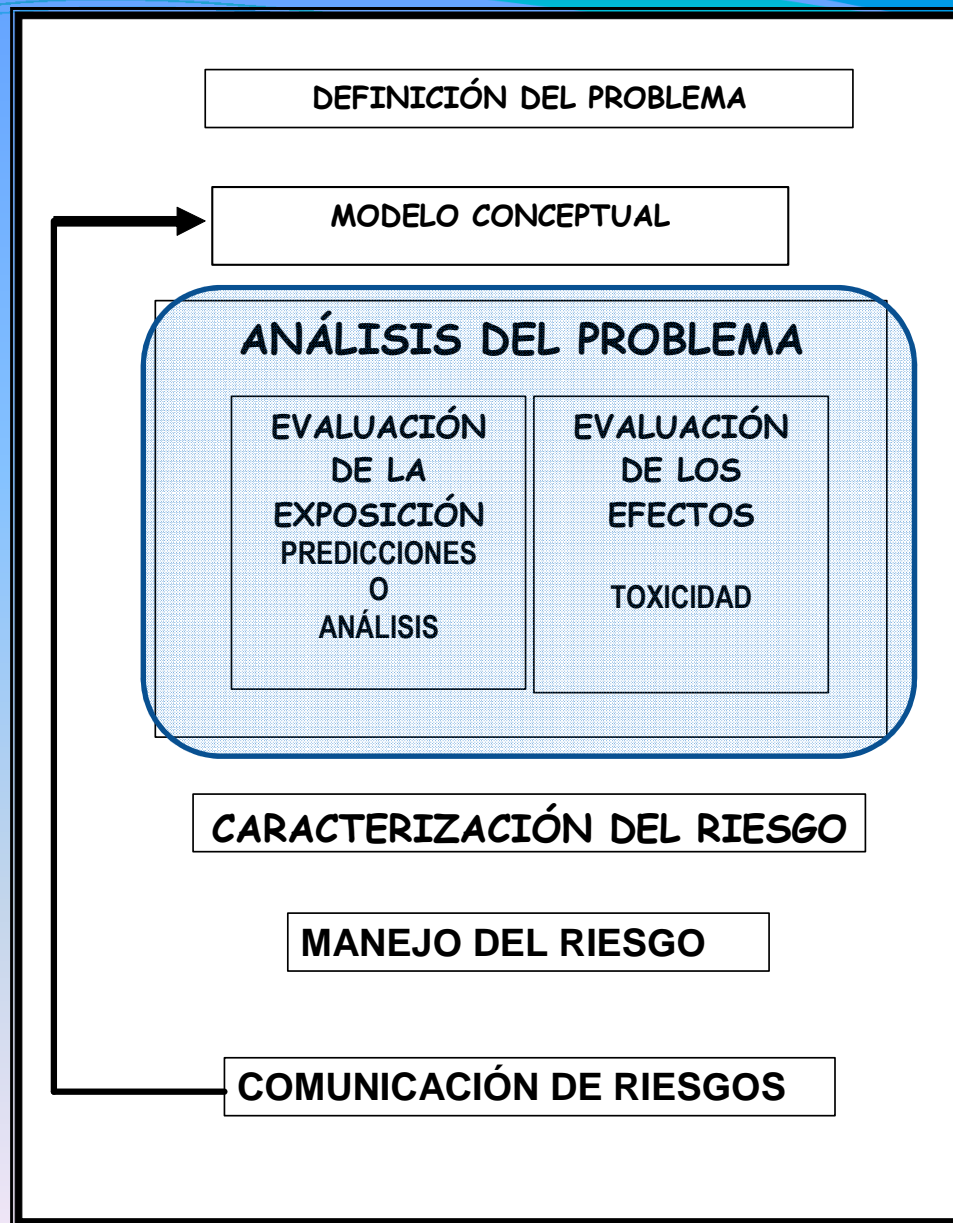 DEFINICIÓN DEL PROBLEMA
MODELO CONCEPTUAL
ANÁLISIS DEL PROBLEMA
EVALUACIÓN
DE LA
EXPOSICIÓN
PREDICCIONES
O
ANÁLISIS
EVALUACIÓN
DE LOS
EFECTOS
TOXICIDAD
CARACTERIZACIÓN DEL RIESGO
MANEJO DEL RIESGO
COMUNICACIÓN DE RIESGOS